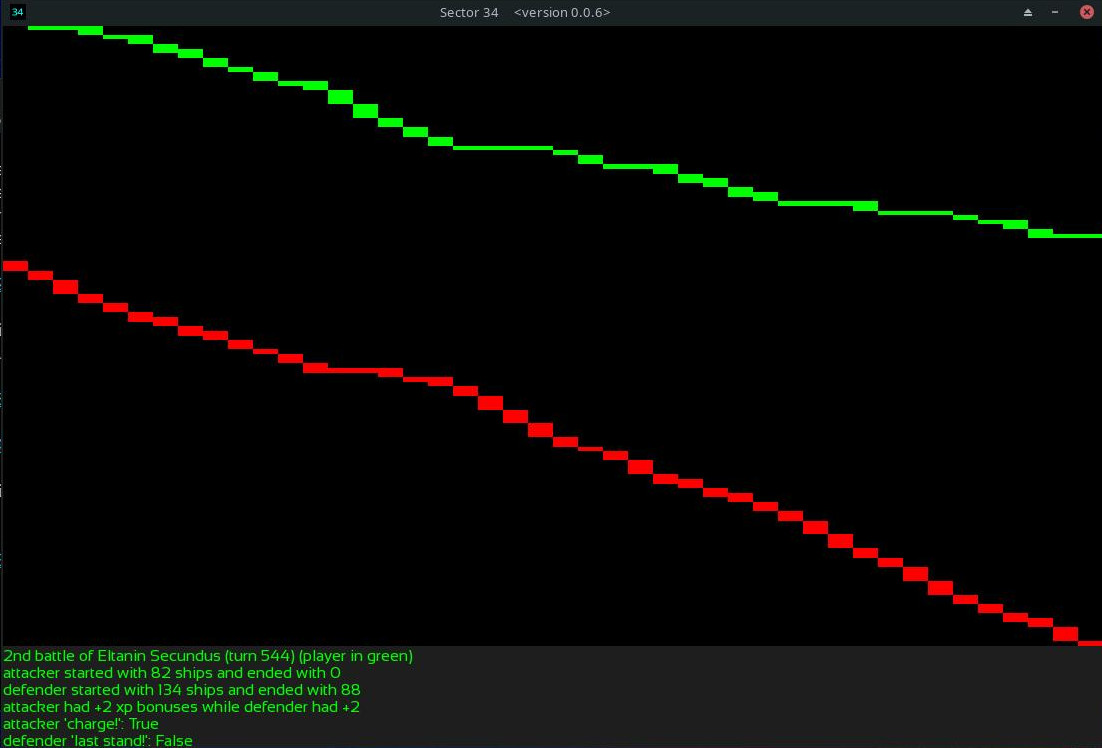 34 Sector 34 <version 0.0.6>
2nd battle of Eltanin Secundus (turn 544) (player in green)
attacker started with 82 ships and ended with 0
defender started with 134 ships and ended with 88
attacker had +2 xp bonuses while defender had +2
attacker 'charge!': True
defender 'last stand!': False